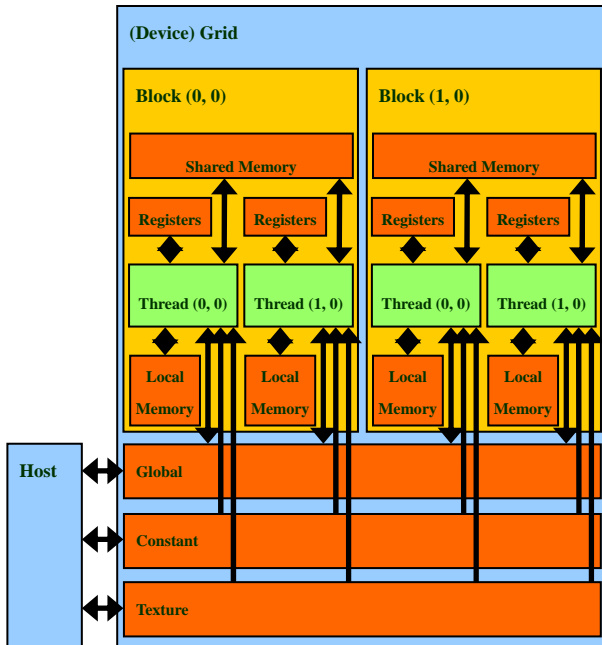 (Device) Grid
Block (0, 0)
Shared Memory
Registers
Registers
Thread (0, 0)
Thread (1, 0)
Local
Memory
Local
Memory
Block (1, 0)
Shared Memory
Registers
Registers
Thread (0, 0)
Thread (1, 0)
Local
Memory
Local
Memory
Host
Global
Constant
Texture